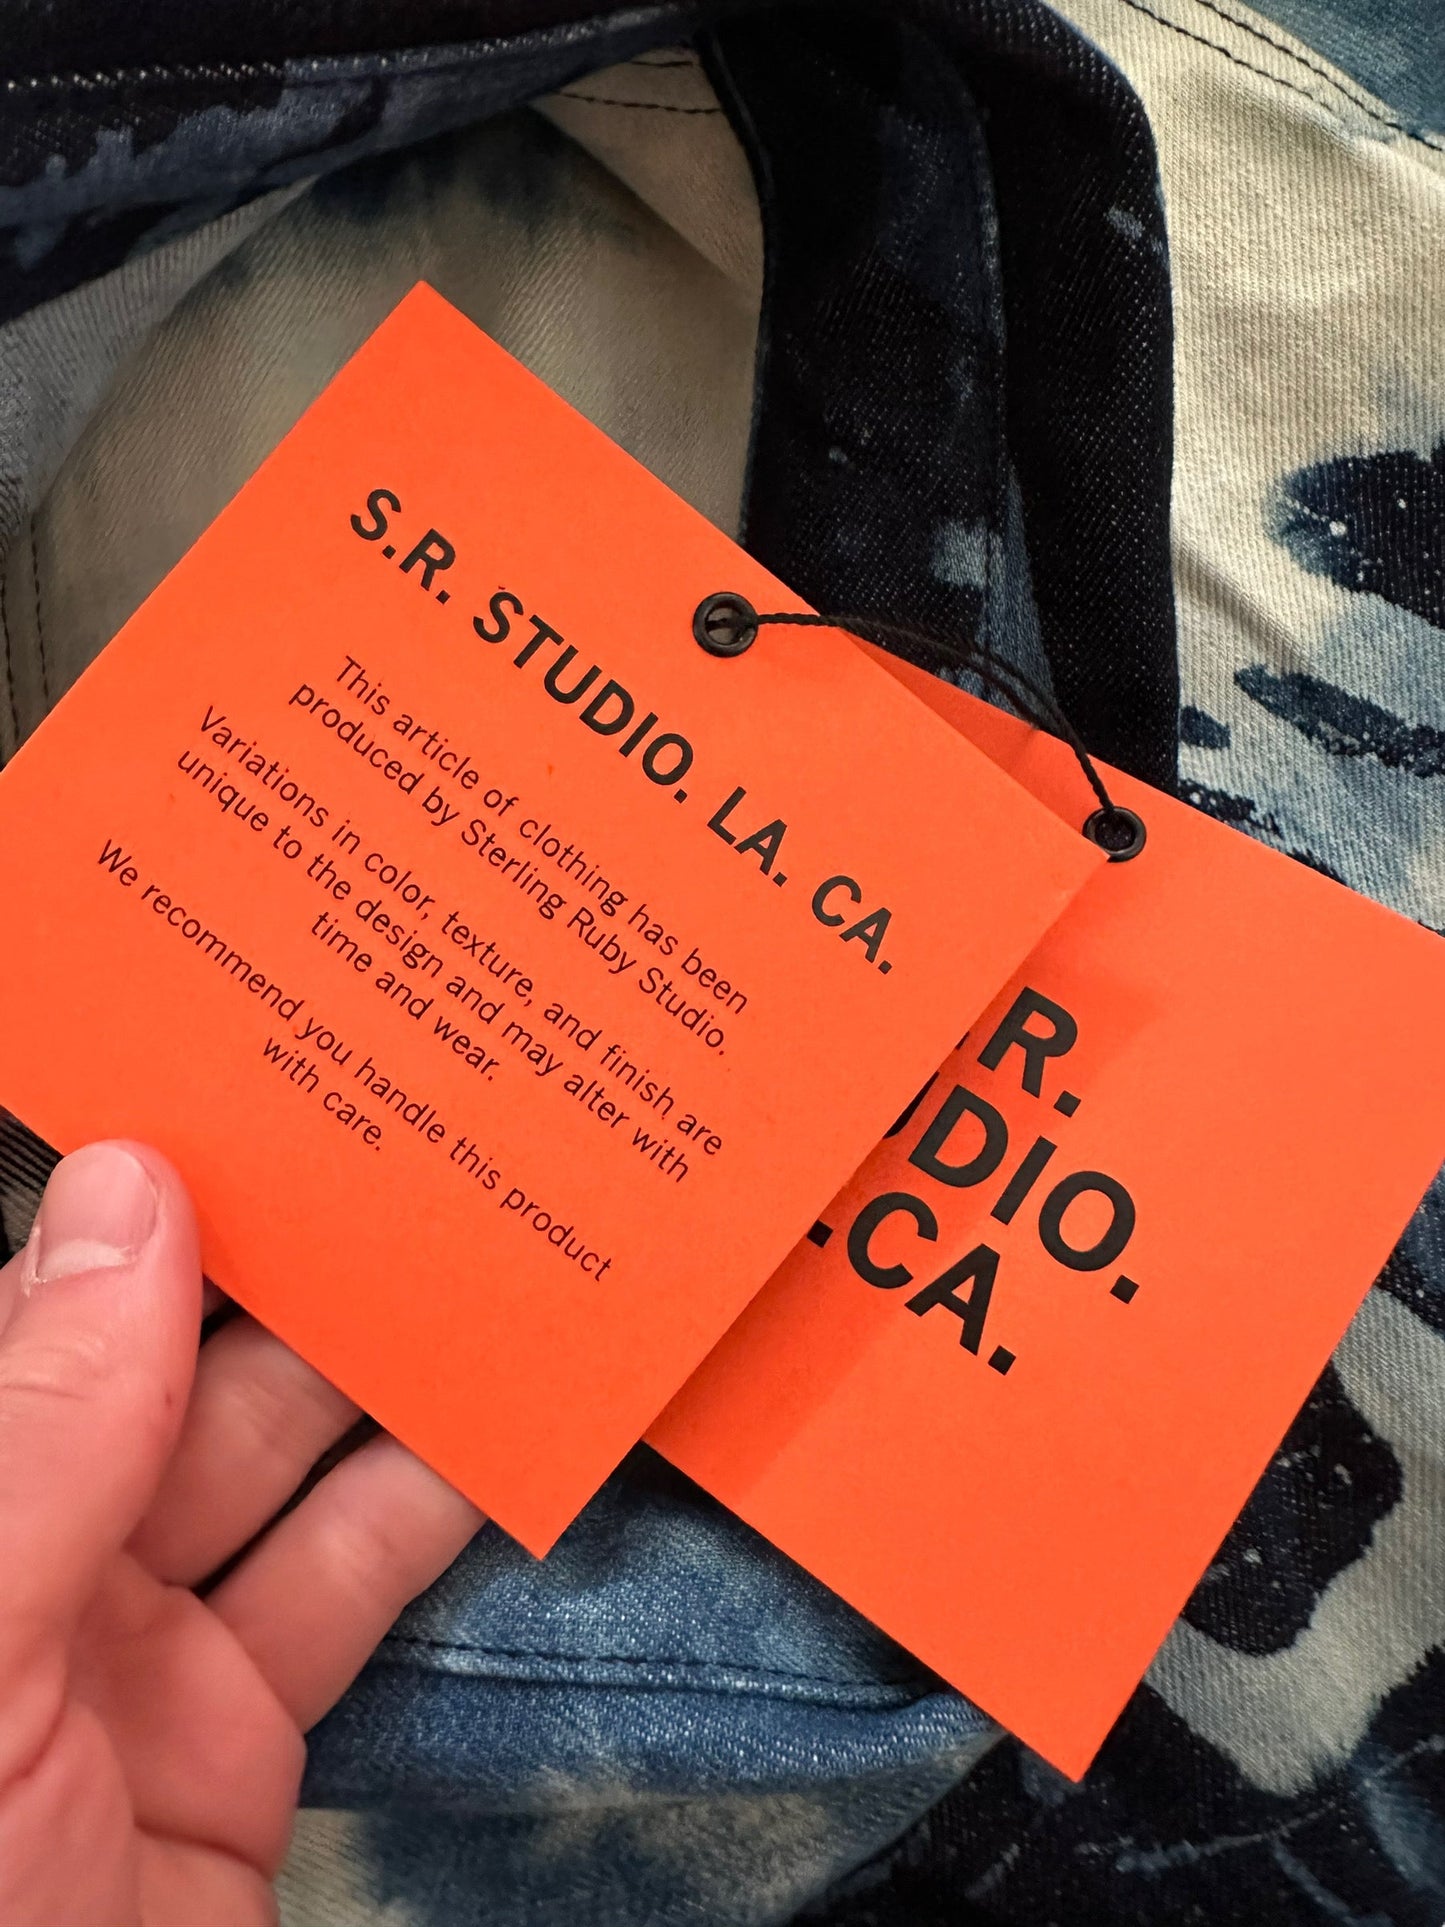 S.R. STUDIO. LA. CA.
This article of clothing has been
produced by Sterling Ruby Studio.
Variations in color, texture, and finish are
unique to the design and may alter with
time and wear.
We recommend you handle this product
with care.
R.
DIO.
.CA.